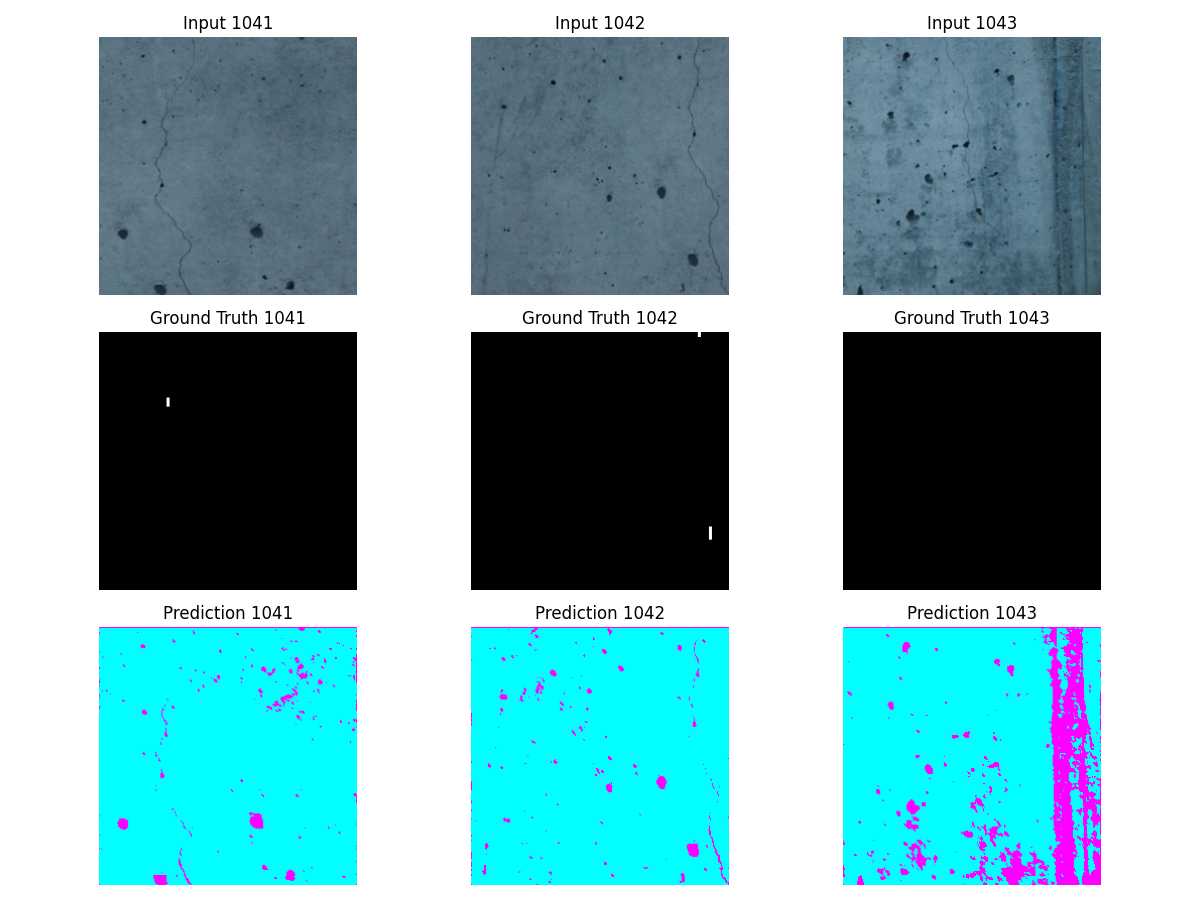 Input 1041
Input 1042
Input 1043
Ground Truth 1041
Ground Truth 1042
Ground Truth 1043
Prediction 1041
Prediction 1042
Prediction 1043